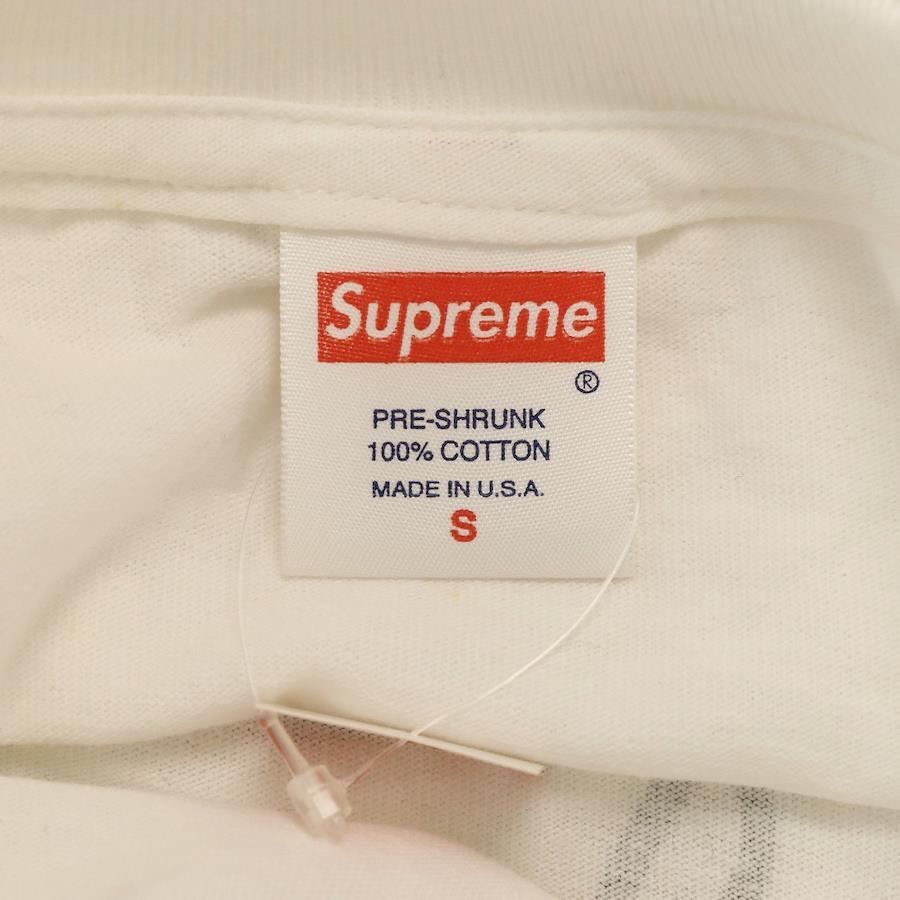 Supreme
®
PRE-SHRUNK
100% COTTON
MADE IN U.S.A.
S